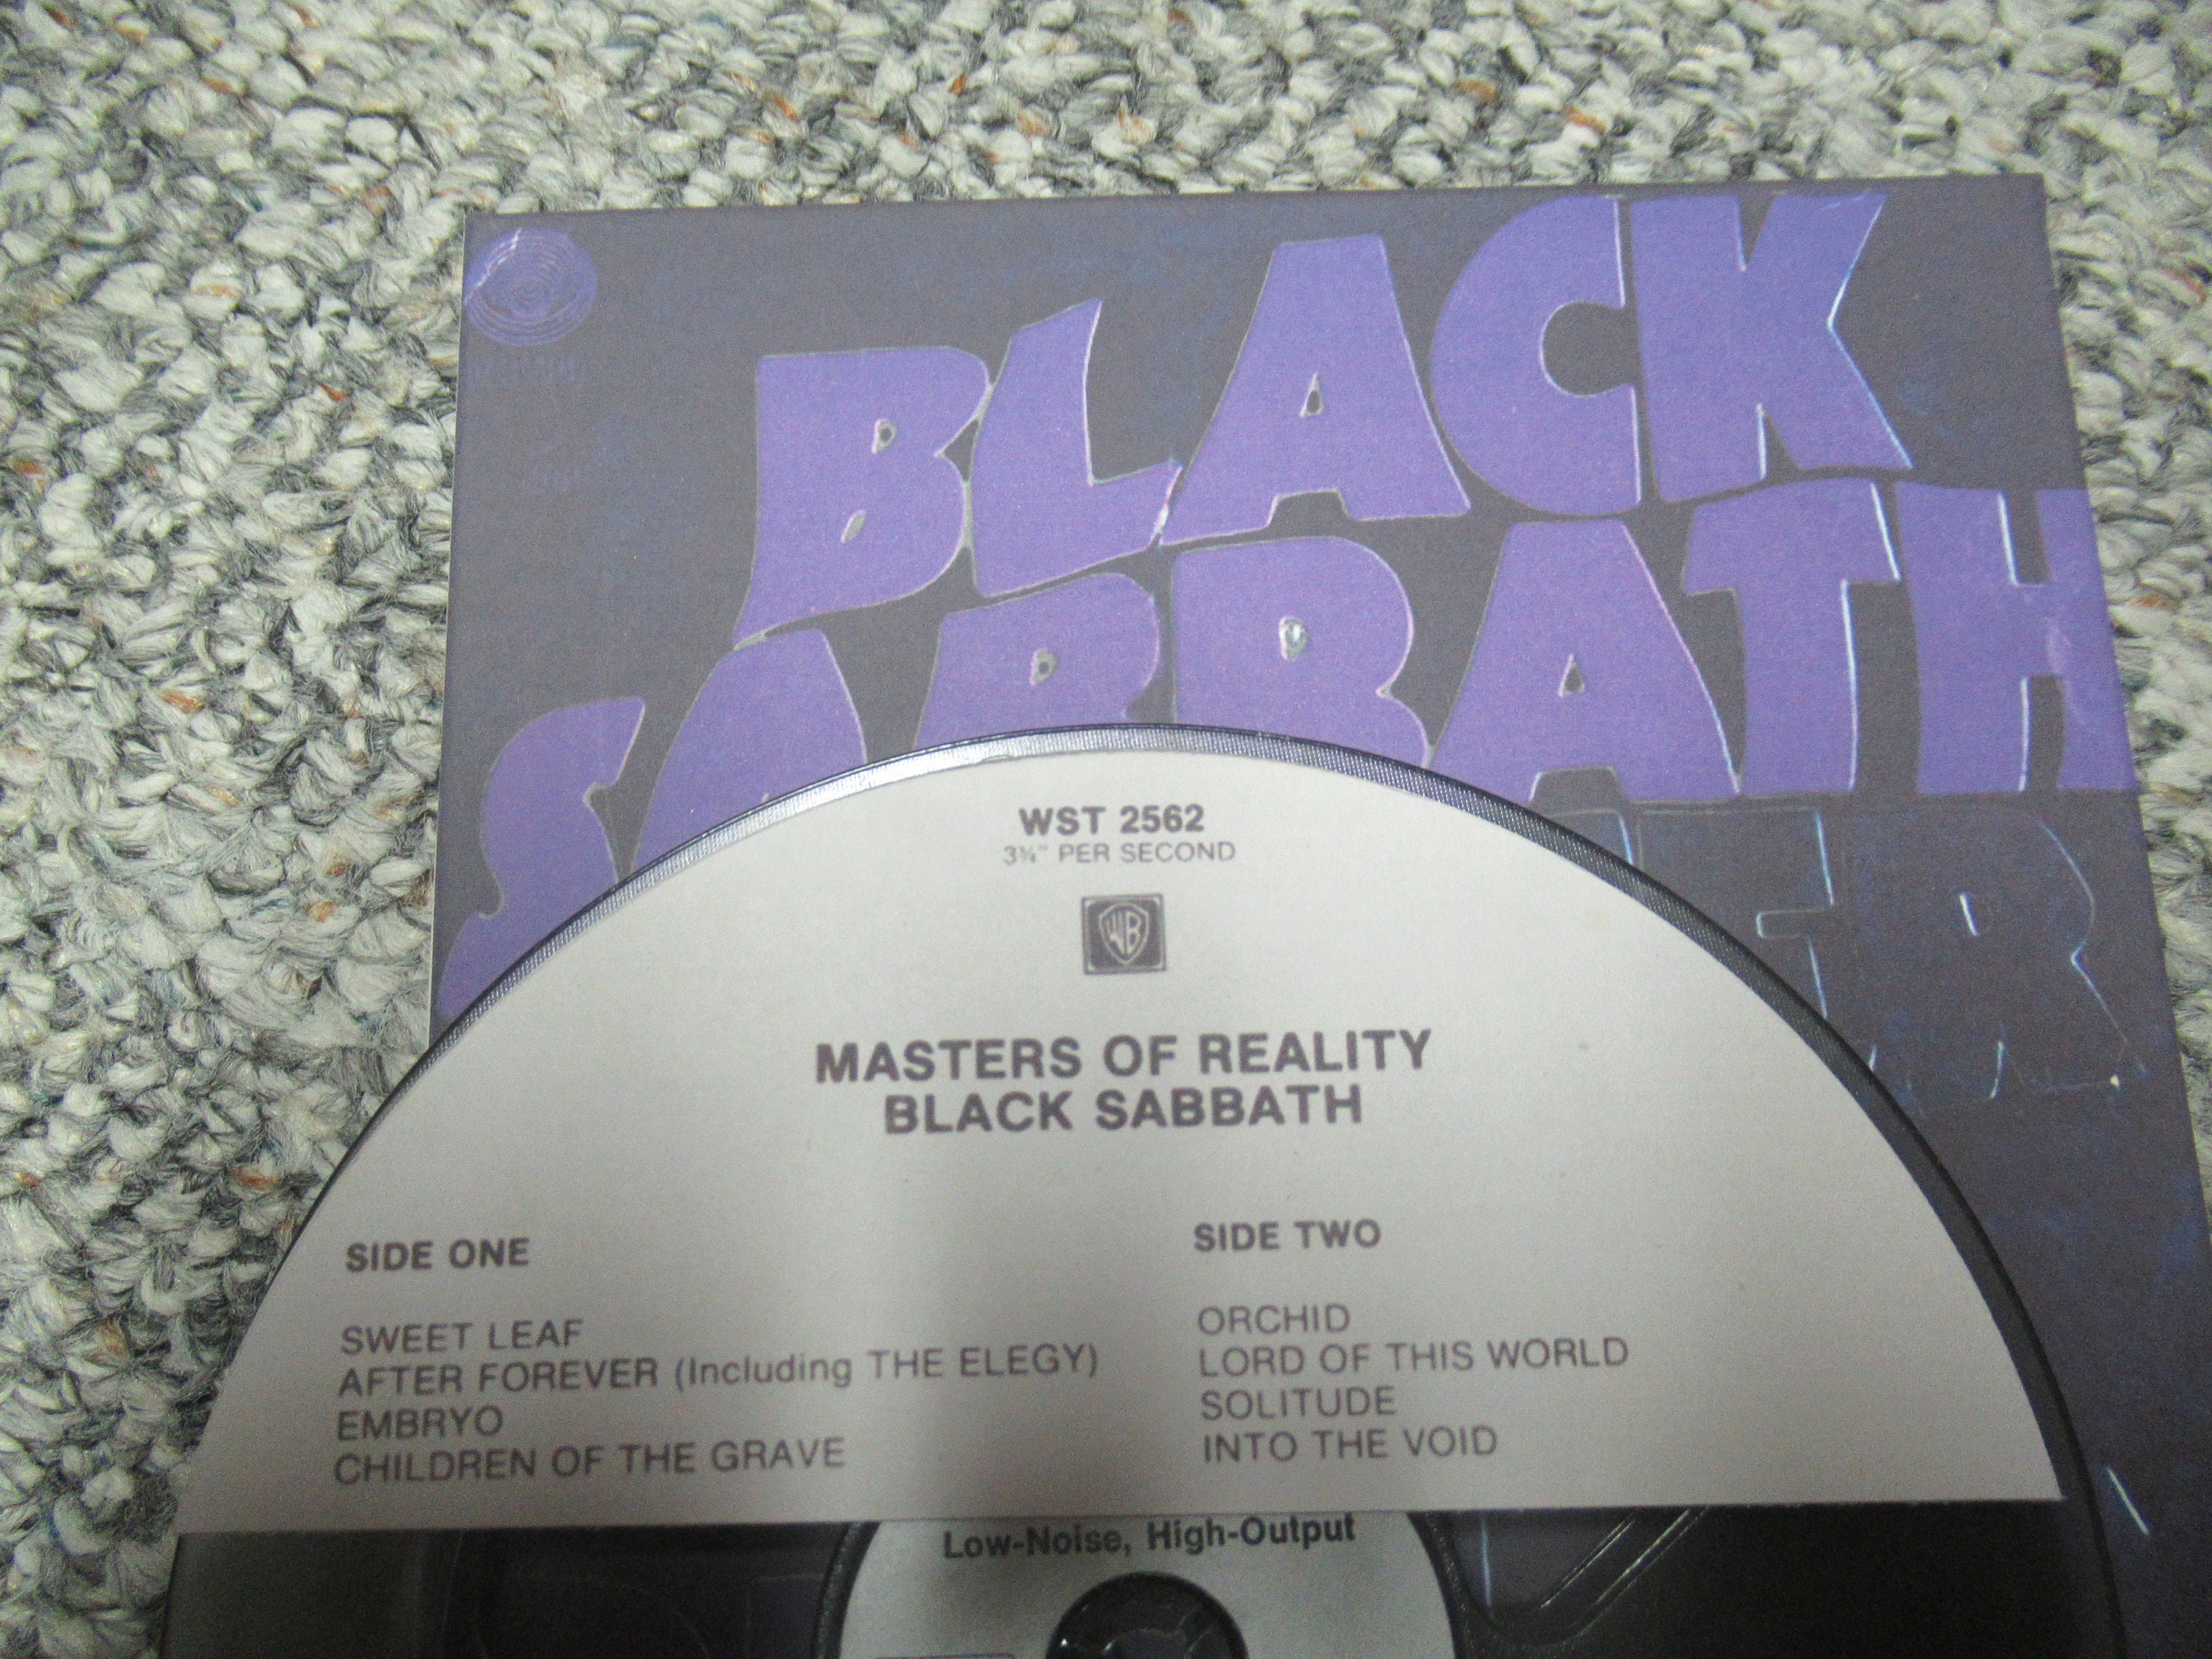 BLACK
SABBATH
WST 2562
3¾" PER SECOND
WB
MASTERS OF REALITY
BLACK SABBATH
SIDE ONE
SWEET LEAF
AFTER FOREVER (Including THE ELEGY)
EMBRYO
CHILDREN OF THE GRAVE
SIDE TWO
ORCHID
LORD OF THIS WORLD
SOLITUDE
INTO THE VOID
Low-Noise, High-Output